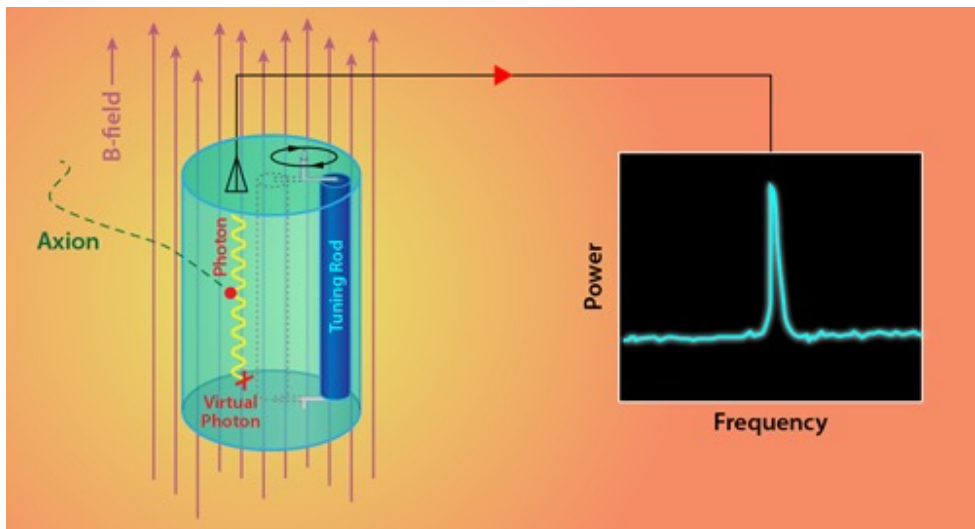 B-field
Axion
Photon
Tuning Rod
Virtual
Photon
Power
Frequency